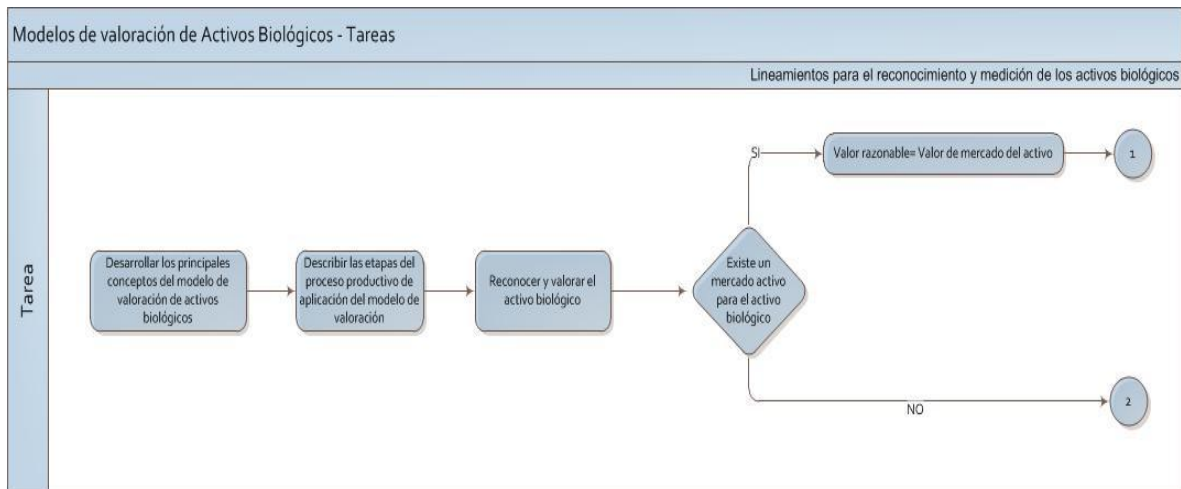 Modelos de valoración de Activos Biológicos - Tareas
Lineamientos para el reconocimiento y medición de los activos biológicos
Tarea
Desarrollar los principales
conceptos del modelo de
valoración de activos
biológicos
Describir las etapas del
proceso productivo de
aplicación del modelo de
valoración
Reconocer y valorar el
activo biológico
Existe un
mercado activo
para el activo
biológico
SI
Valor razonable= Valor de mercado del activo
1
NO
2